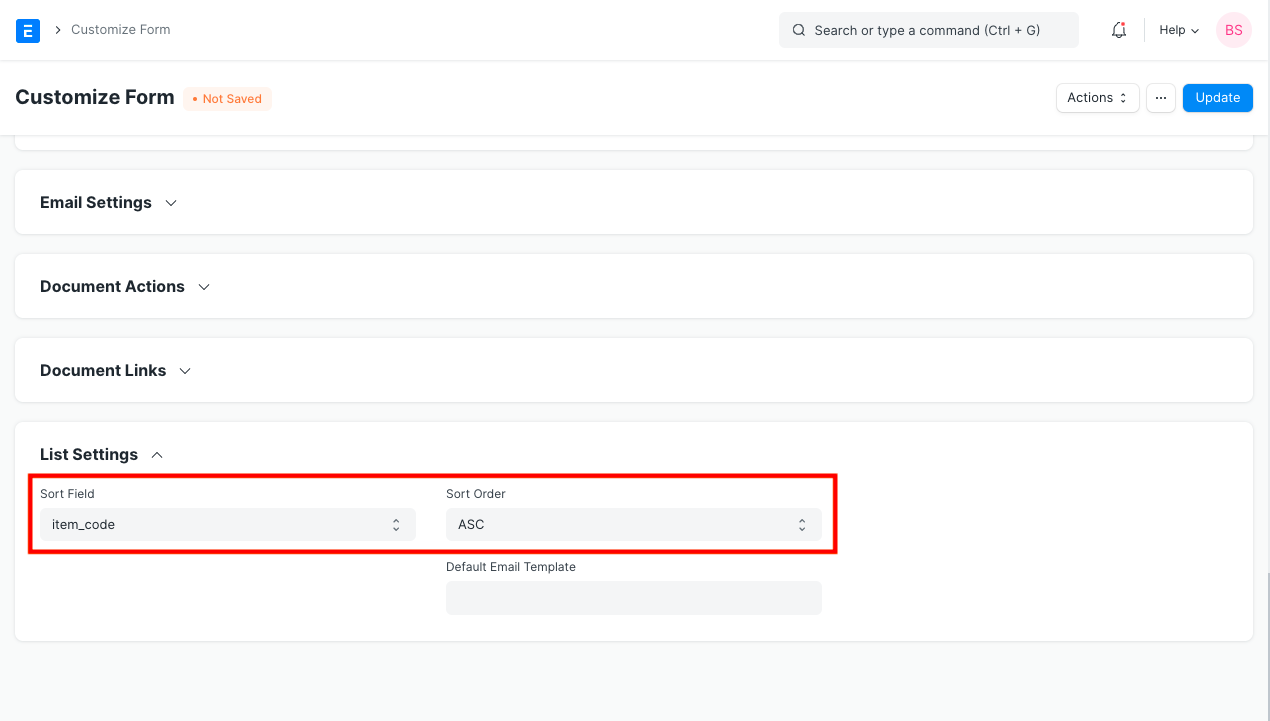 E
Customize Form
Search or type a command (Ctrl + G)
Help
BS
Customize Form
Not Saved
Actions
...
Update
Email Settings
Document Actions
Document Links
List Settings
Sort Field
Sort Order
item_code
ASC
Default Email Template